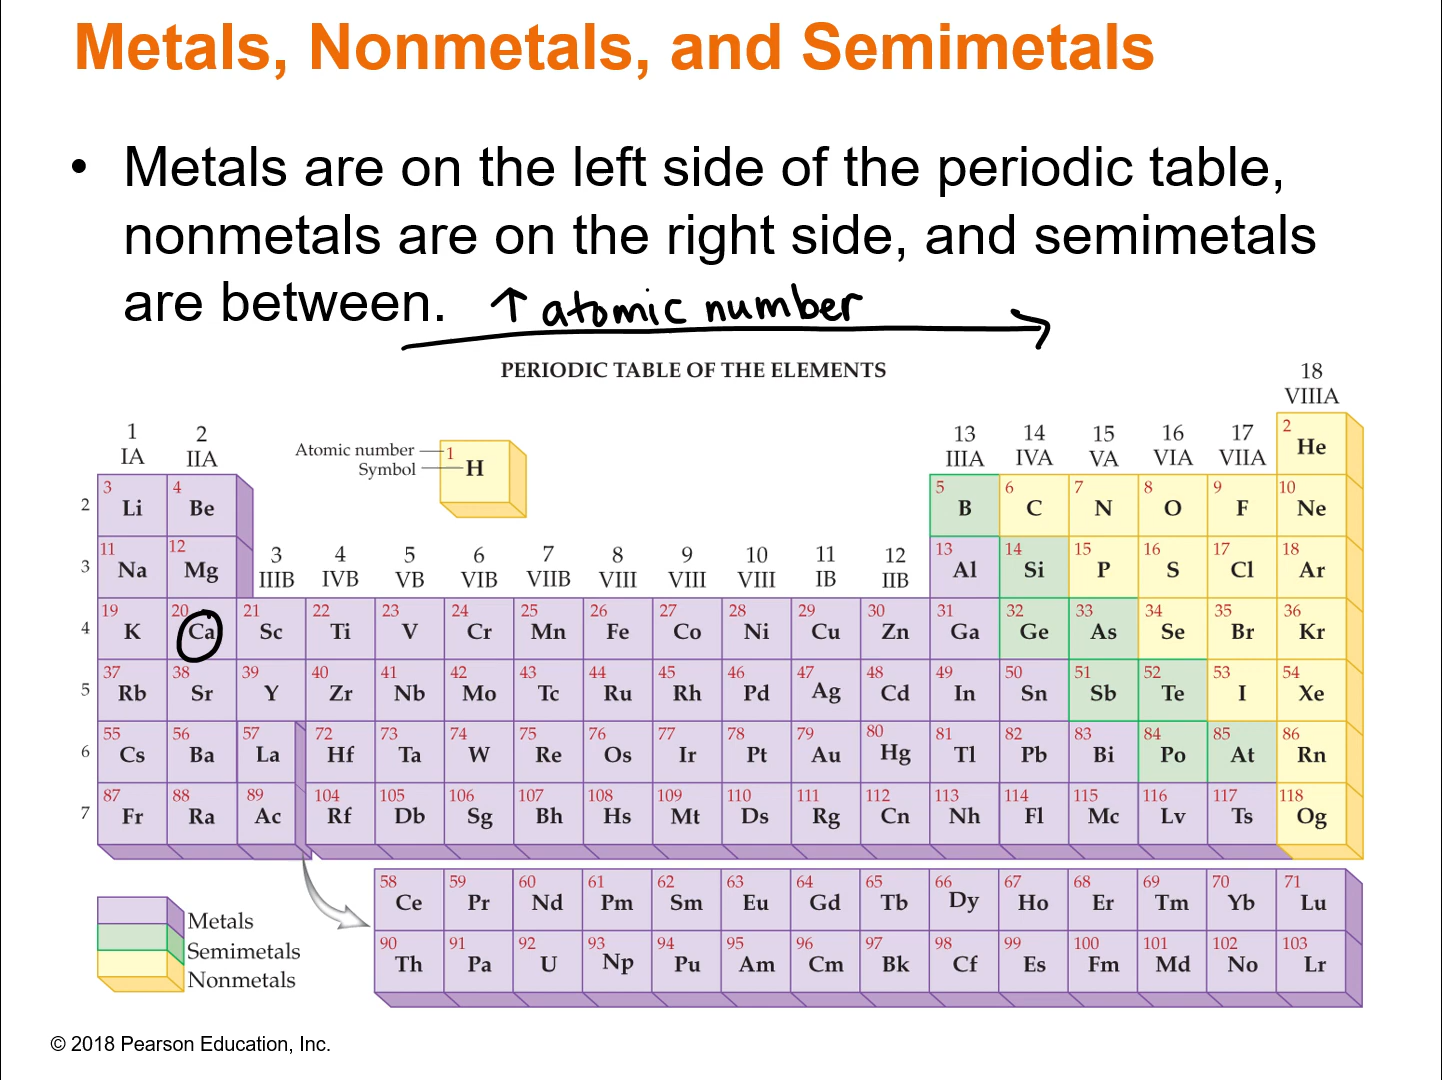 Metals, Nonmetals, and Semimetals
• Metals are on the left side of the periodic table,
nonmetals are on the right side, and semimetals
are between. ↑ atomic number
PERIODIC TABLE OF THE ELEMENTS
18
VIIIA
1 2 13 14 15 16 17
IA IIA IIIA IVA VA VIA VIIA
Atomic number 1 H
Symbol
2 He
2 3 Li 4 Be 5 B 6 C 7 N 8 O 9 F 10 Ne
3 11 Na 12 Mg 13 Al 14 Si 15 P 16 S 17 Cl 18 Ar
3 4 5 6 7 8 9 10 11 12
IIIB IVB VB VIB VIIB VIII VIII VIII IB IIB
4 19 K 20 Ca 21 Sc 22 Ti 23 V 24 Cr 25 Mn 26 Fe 27 Co 28 Ni 29 Cu 30 Zn 31 Ga 32 Ge 33 As 34 Se 35 Br 36 Kr
5 37 Rb 38 Sr 39 Y 40 Zr 41 Nb 42 Mo 43 Tc 44 Ru 45 Rh 46 Pd 47 Ag 48 Cd 49 In 50 Sn 51 Sb 52 Te 53 I 54 Xe
6 55 Cs 56 Ba 57 La 72 Hf 73 Ta 74 W 75 Re 76 Os 77 Ir 78 Pt 79 Au 80 Hg 81 Tl 82 Pb 83 Bi 84 Po 85 At 86 Rn
7 87 Fr 88 Ra 89 Ac 104 Rf 105 Db 106 Sg 107 Bh 108 Hs 109 Mt 110 Ds 111 Rg 112 Cn 113 Nh 114 Fl 115 Mc 116 Lv 117 Ts 118 Og
58 Ce 59 Pr 60 Nd 61 Pm 62 Sm 63 Eu 64 Gd 65 Tb 66 Dy 67 Ho 68 Er 69 Tm 70 Yb 71 Lu
90 Th 91 Pa 92 U 93 Np 94 Pu 95 Am 96 Cm 97 Bk 98 Cf 99 Es 100 Fm 101 Md 102 No 103 Lr
Metals
Semimetals
Nonmetals
© 2018 Pearson Education, Inc.